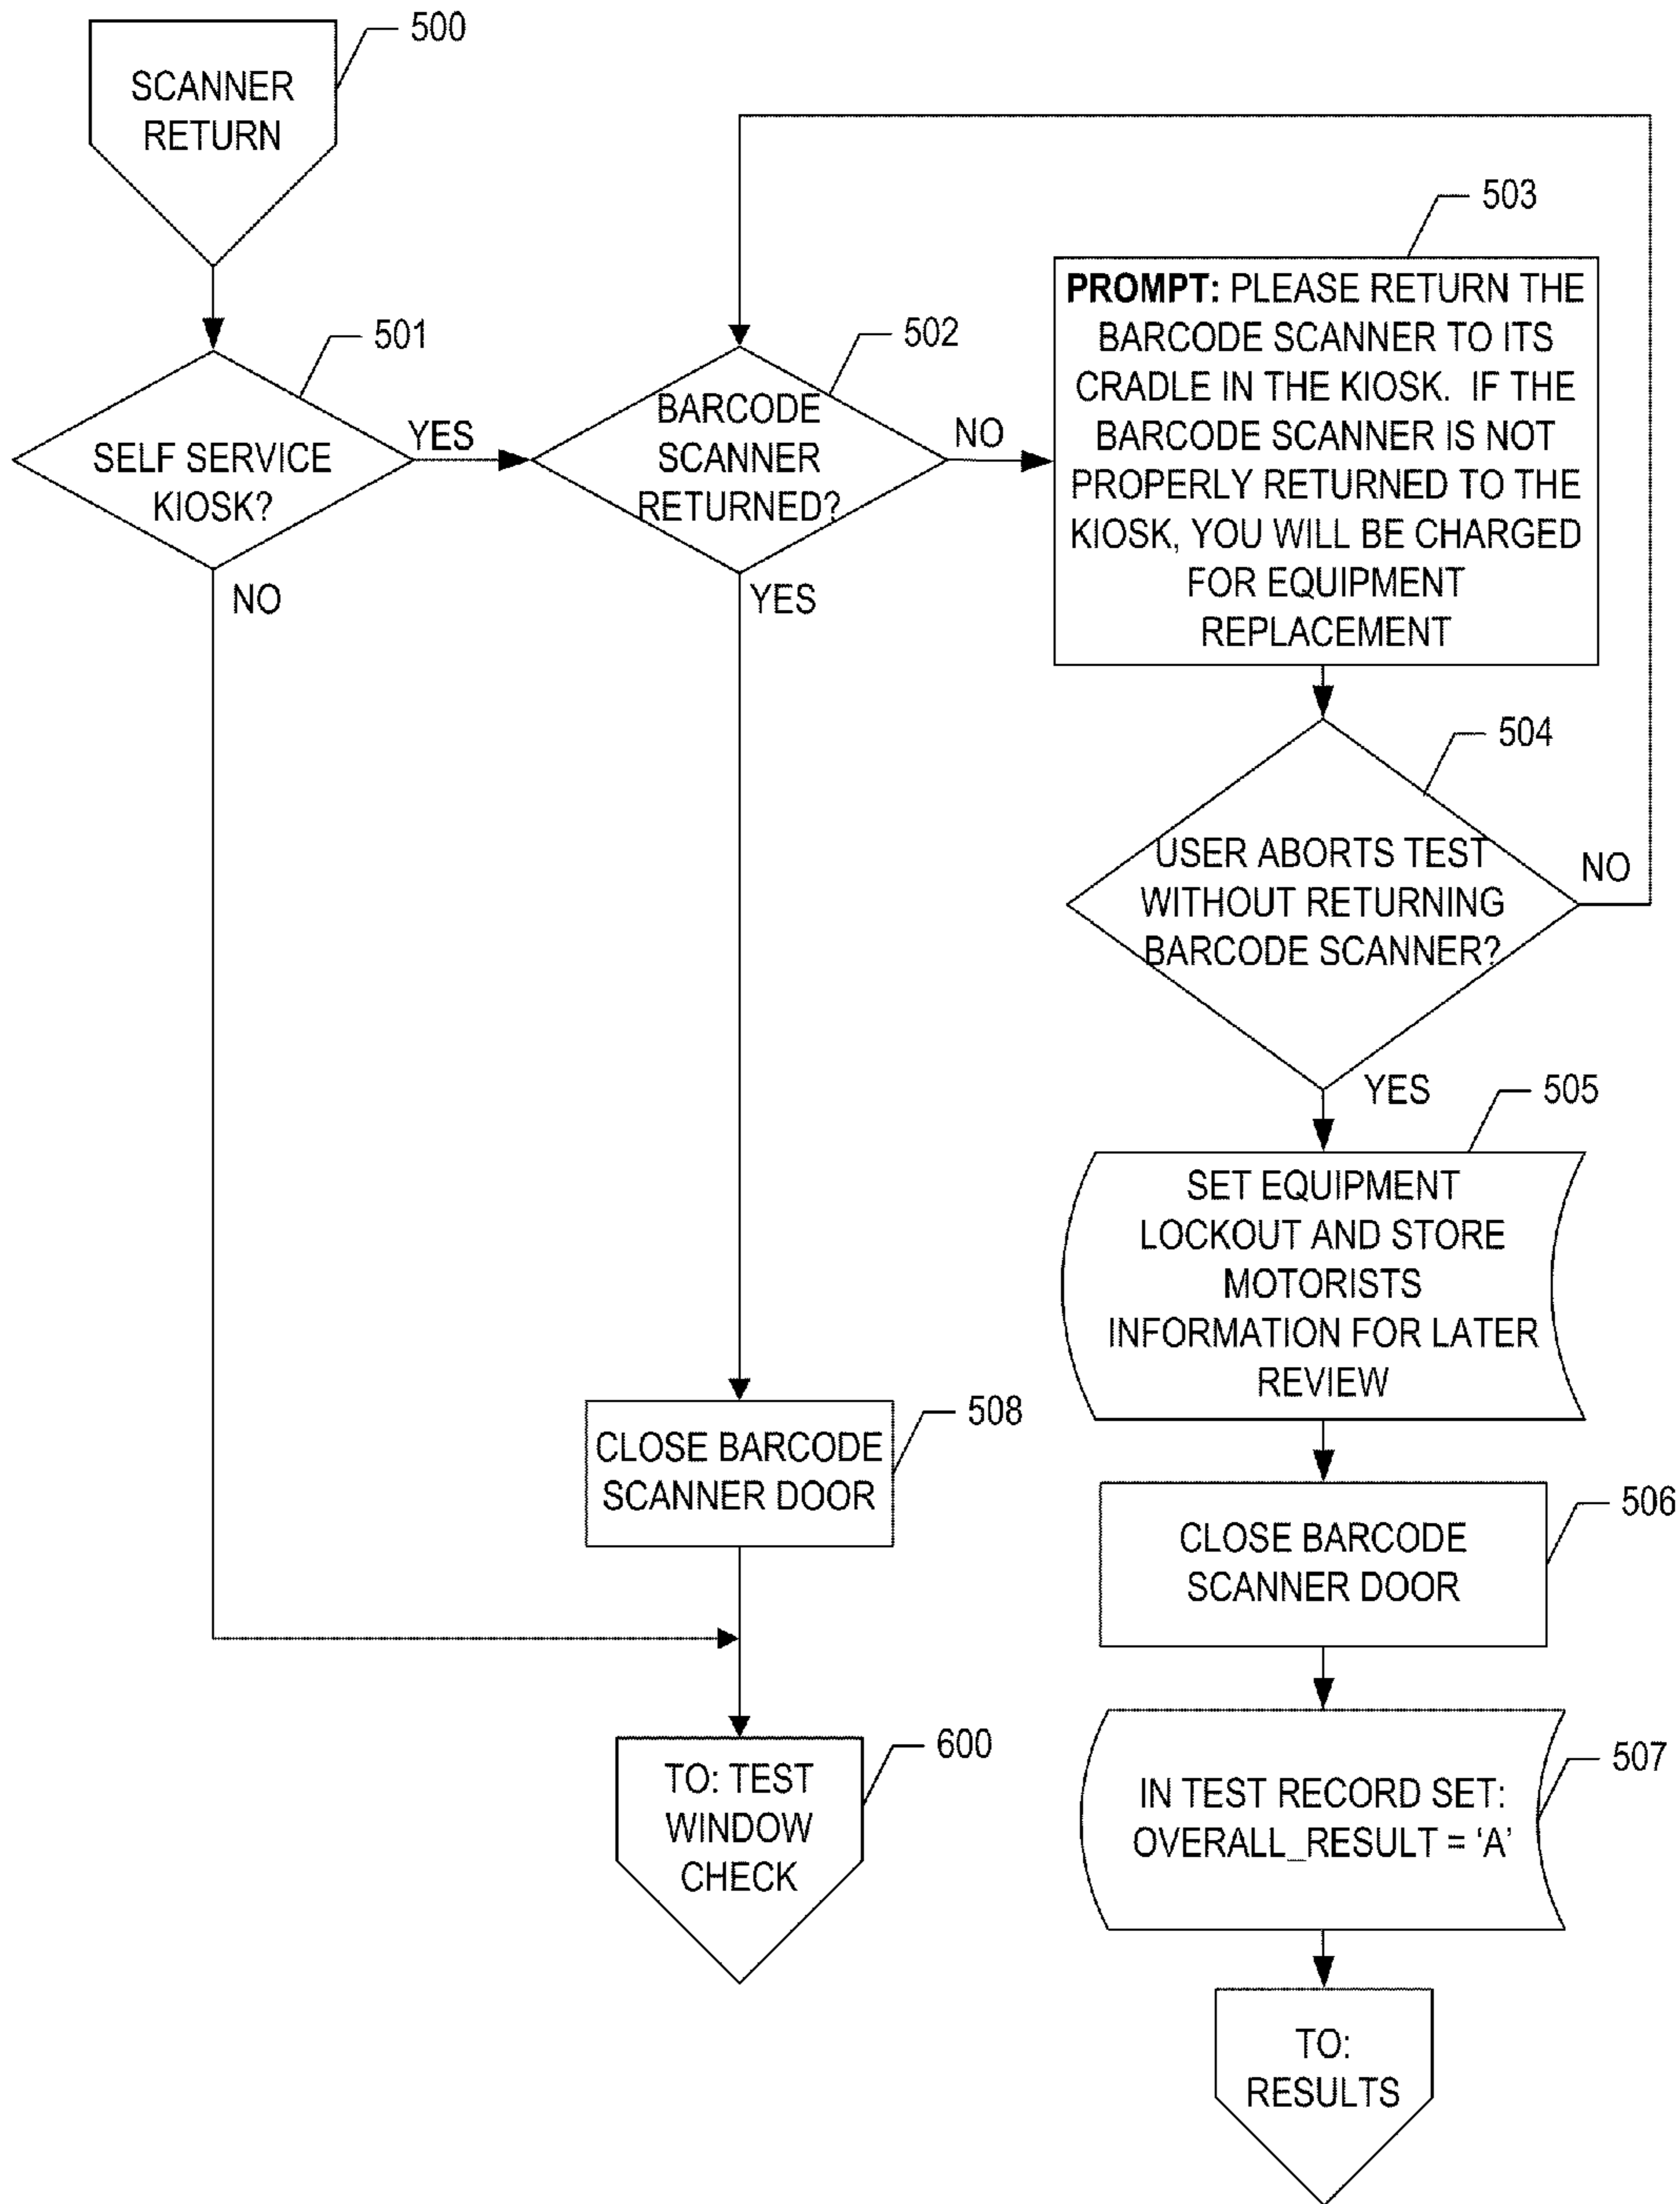 500
SCANNER
RETURN
501
SELF SERVICE
KIOSK?
YES
NO
502
BARCODE
SCANNER
RETURNED?
NO
YES
503
PROMPT: PLEASE RETURN THE
BARCODE SCANNER TO ITS
CRADLE IN THE KIOSK. IF THE
BARCODE SCANNER IS NOT
PROPERLY RETURNED TO THE
KIOSK, YOU WILL BE CHARGED
FOR EQUIPMENT
REPLACEMENT
504
USER ABORTS TEST
WITHOUT RETURNING
BARCODE SCANNER?
NO
YES
505
SET EQUIPMENT
LOCKOUT AND STORE
MOTORISTS
INFORMATION FOR LATER
REVIEW
508
CLOSE BARCODE
SCANNER DOOR
506
CLOSE BARCODE
SCANNER DOOR
600
TO: TEST
WINDOW
CHECK
507
IN TEST RECORD SET:
OVERALL_RESULT = ‘A’
TO:
RESULTS